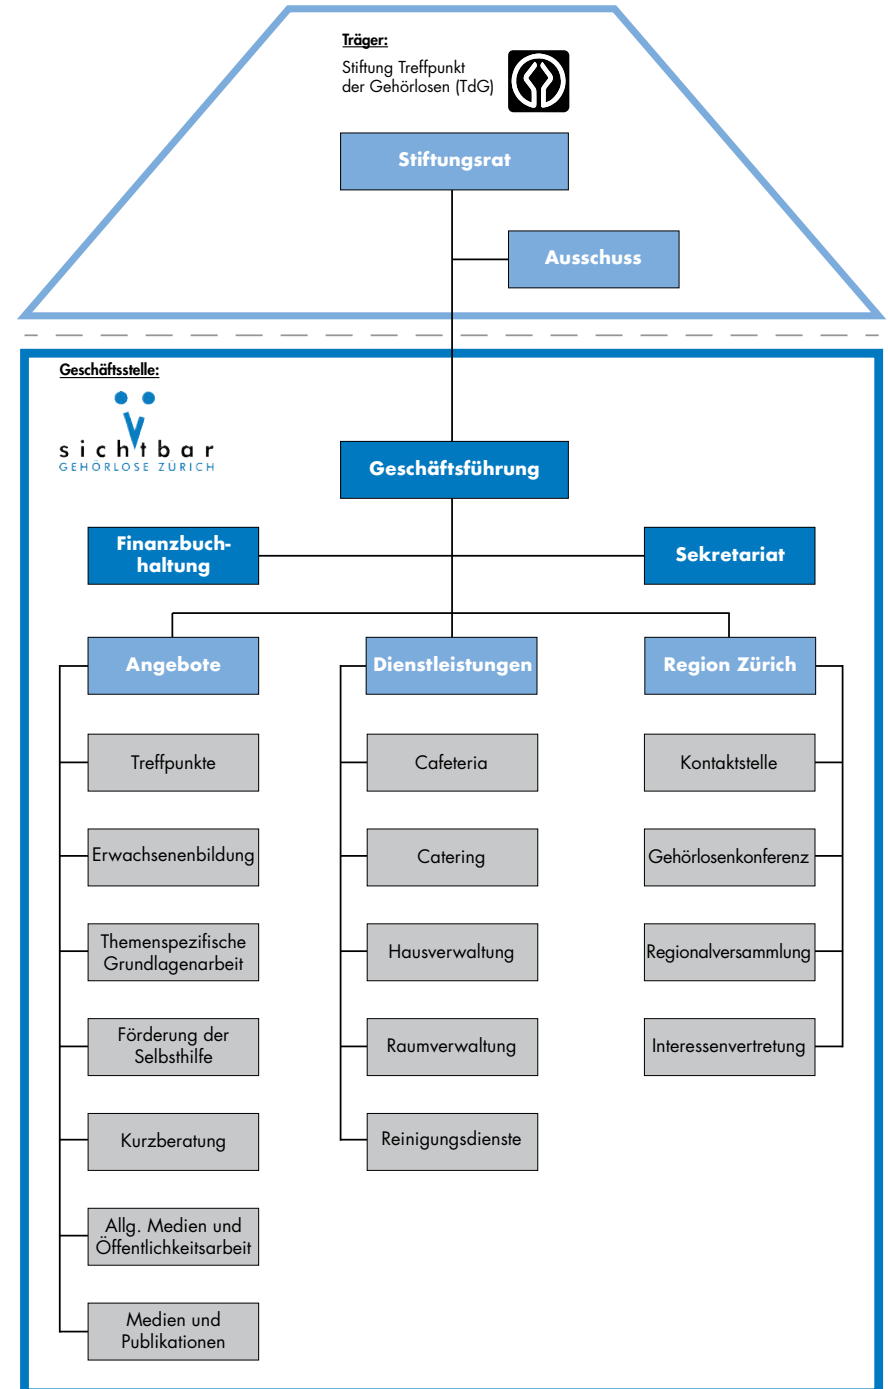 Träger:
Stiftung Treffpunkt
der Gehörlosen (TdG)
Stiftungsrat
Ausschuss
Geschäftsstelle:
sichtbar
GEHÖRLOSE ZÜRICH
Geschäftsführung
Finanzbuch-
haltung
Sekretariat
Angebote
Dienstleistungen
Region Zürich
Treffpunkte
Cafeteria
Kontaktstelle
Erwachsenenbildung
Catering
Gehörlosenkonferenz
Themenspezifische
Grundlagenarbeit
Hausverwaltung
Regionalversammlung
Förderung der
Selbsthilfe
Raumverwaltung
Interessenvertretung
Kurzberatung
Reinigungsdienste
Allg. Medien und
Öffentlichkeitsarbeit
Medien und
Publikationen